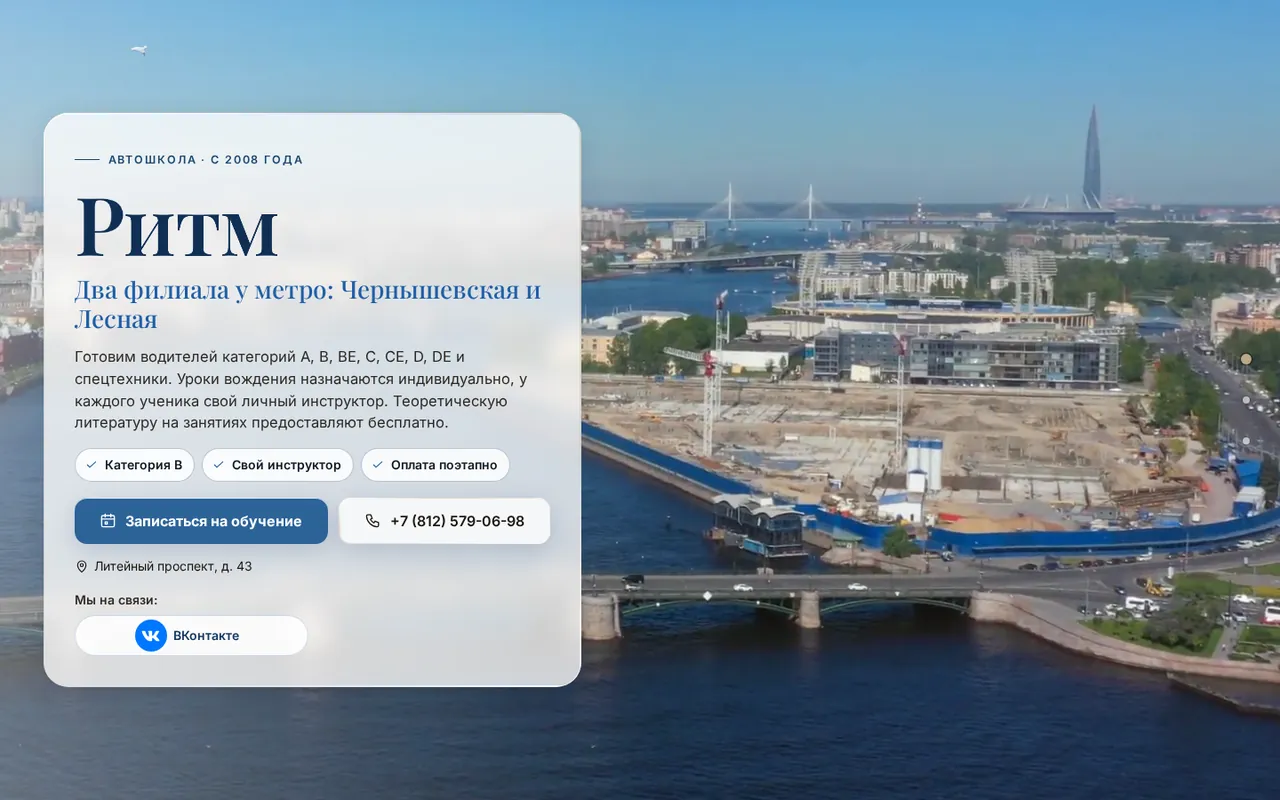 АВТОШКОЛА · С 2008 ГОДА
Ритм
Два филиала у метро: Чернышевская и
Лесная
Готовим водителей категорий A, B, BE, C, CE, D, DE и
спецтехники. Уроки вождения назначаются индивидуально, у
каждого ученика свой личный инструктор. Теоретическую
литературу на занятиях предоставляют бесплатно.
Категория B
Свой инструктор
Оплата поэтапно
Записаться на обучение
+7 (812) 579-06-98
Литейный проспект, д. 43
Мы на связи:
ВКонтакте